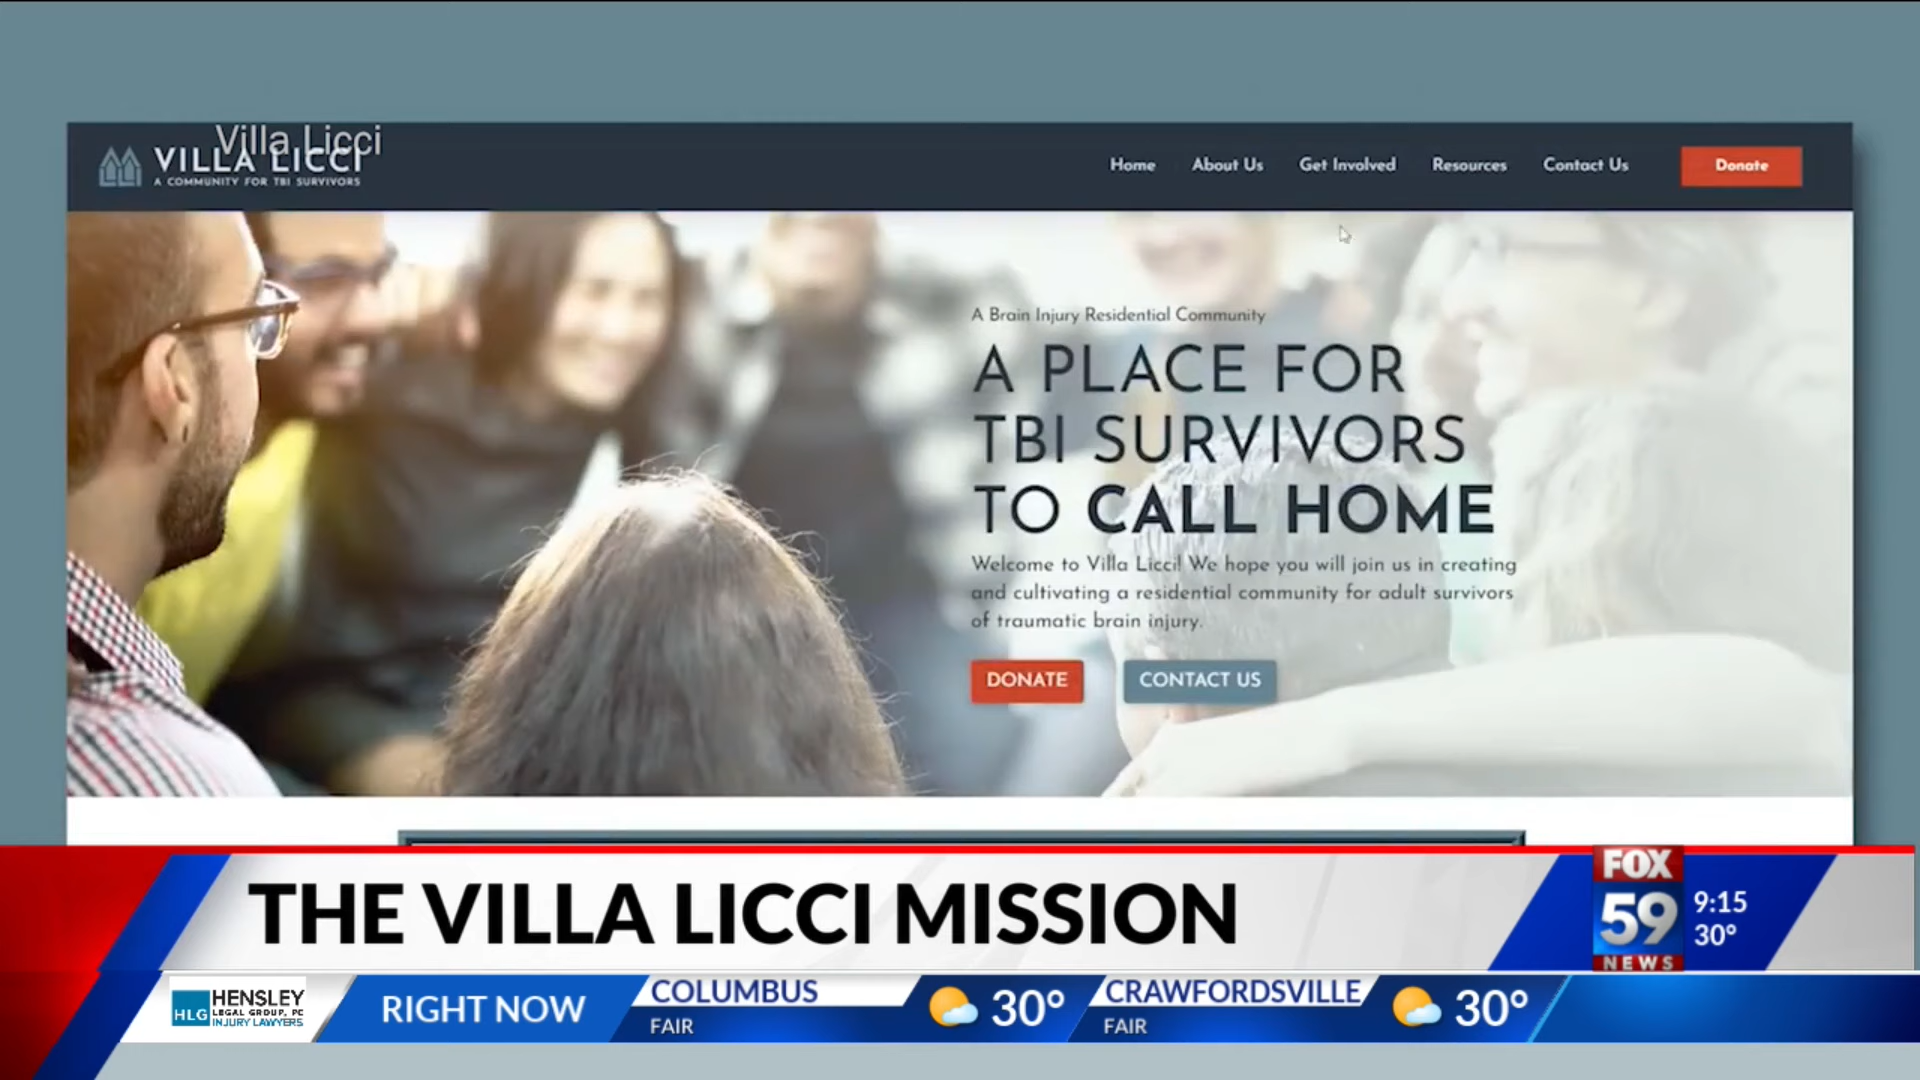 Villa Licci
VILLA LICCI
A COMMUNITY FOR TBI SURVIVORS
Home
About Us
Get Involved
Resources
Contact Us
Donate
A Brain Injury Residential Community
A PLACE FOR
TBI SURVIVORS
TO CALL HOME
Welcome to Villa Licci! We hope you will join us in creating
and cultivating a residential community for adult survivors
of traumatic brain injury.
DONATE
CONTACT US
THE VILLA LICCI MISSION
FOX
59
NEWS
9:15
30°
HLG
HENSLEY
LEGAL GROUP, PC
INJURY LAWYERS
RIGHT NOW
COLUMBUS
FAIR
30°
CRAWFORDSVILLE
FAIR
30°